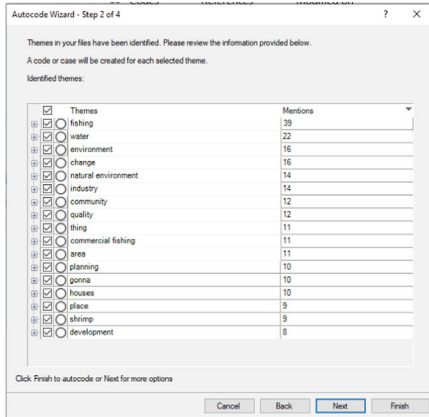 Codes References Modified on
Autocode Wizard - Step 2 of 4 ? ×
Themes in your files have been identified. Please review the information provided below.
A code or case will be created for each selected theme.
Identified themes:
Themes Mentions
fishing 39
water 22
environment 16
change 16
natural environment 14
industry 14
community 12
quality 12
thing 11
commercial fishing 11
area 11
planning 10
gonna 10
houses 10
place 9
shrimp 9
development 8
Click Finish to autocode or Next for more options
Cancel Back Next Finish